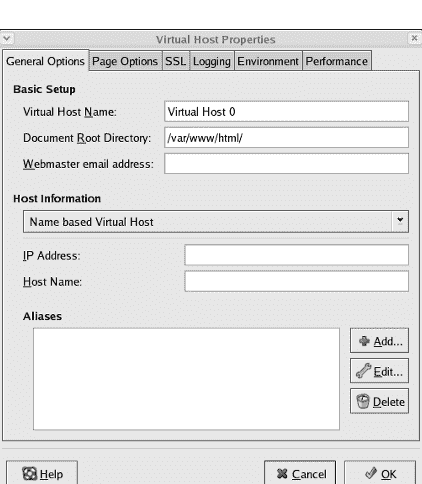 Virtual Host Properties
General Options Page Options SSL Logging Environment Performance
Basic Setup
Virtual Host Name: Virtual Host 0
Document Root Directory: /var/www/html/
Webmaster email address:
Host Information
Name based Virtual Host
IP Address:
Host Name:
Aliases
Add...
Edit...
Delete
Help Cancel OK